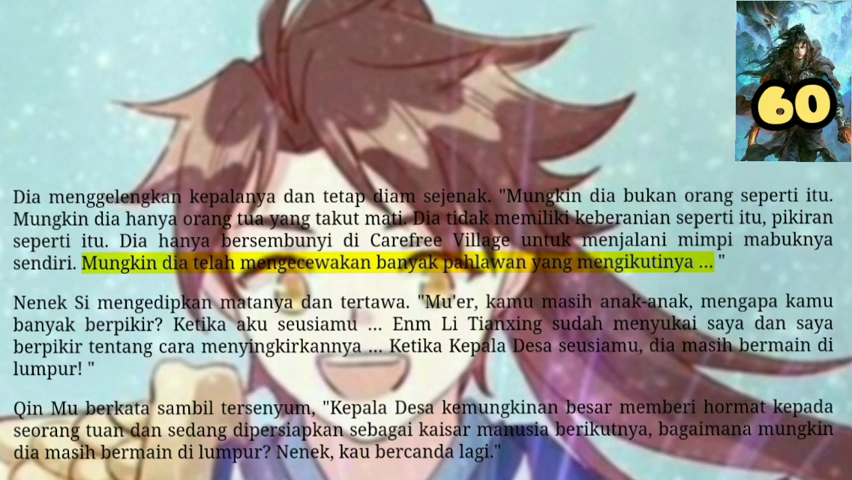 60
Dia menggelengkan kepalanya dan tetap diam sejenak. "Mungkin dia bukan orang seperti itu.
Mungkin dia hanya orang tua yang takut mati. Dia tidak memiliki keberanian seperti itu, pikiran
seperti itu. Dia hanya bersembunyi di Carefree Village untuk menjalani mimpi mabuknya
sendiri. Mungkin dia telah mengecewakan banyak pahlawan yang mengikutinya ... "
Nenek Si mengedipkan matanya dan tertawa. "Mu'er, kamu masih anak-anak, mengapa kamu
banyak berpikir? Ketika aku seusiamu ... Enm Li Tianxing sudah menyukai saya dan saya
berpikir tentang cara menyingkirkannya ... Ketika Kepala Desa seusiamu, dia masih bermain di
lumpur! "
Qin Mu berkata sambil tersenyum, "Kepala Desa kemungkinan besar memberi hormat kepada
seorang tuan dan sedang dipersiapkan sebagai kaisar manusia berikutnya, bagaimana mungkin
dia masih bermain di lumpur? Nenek, kau bercanda lagi."